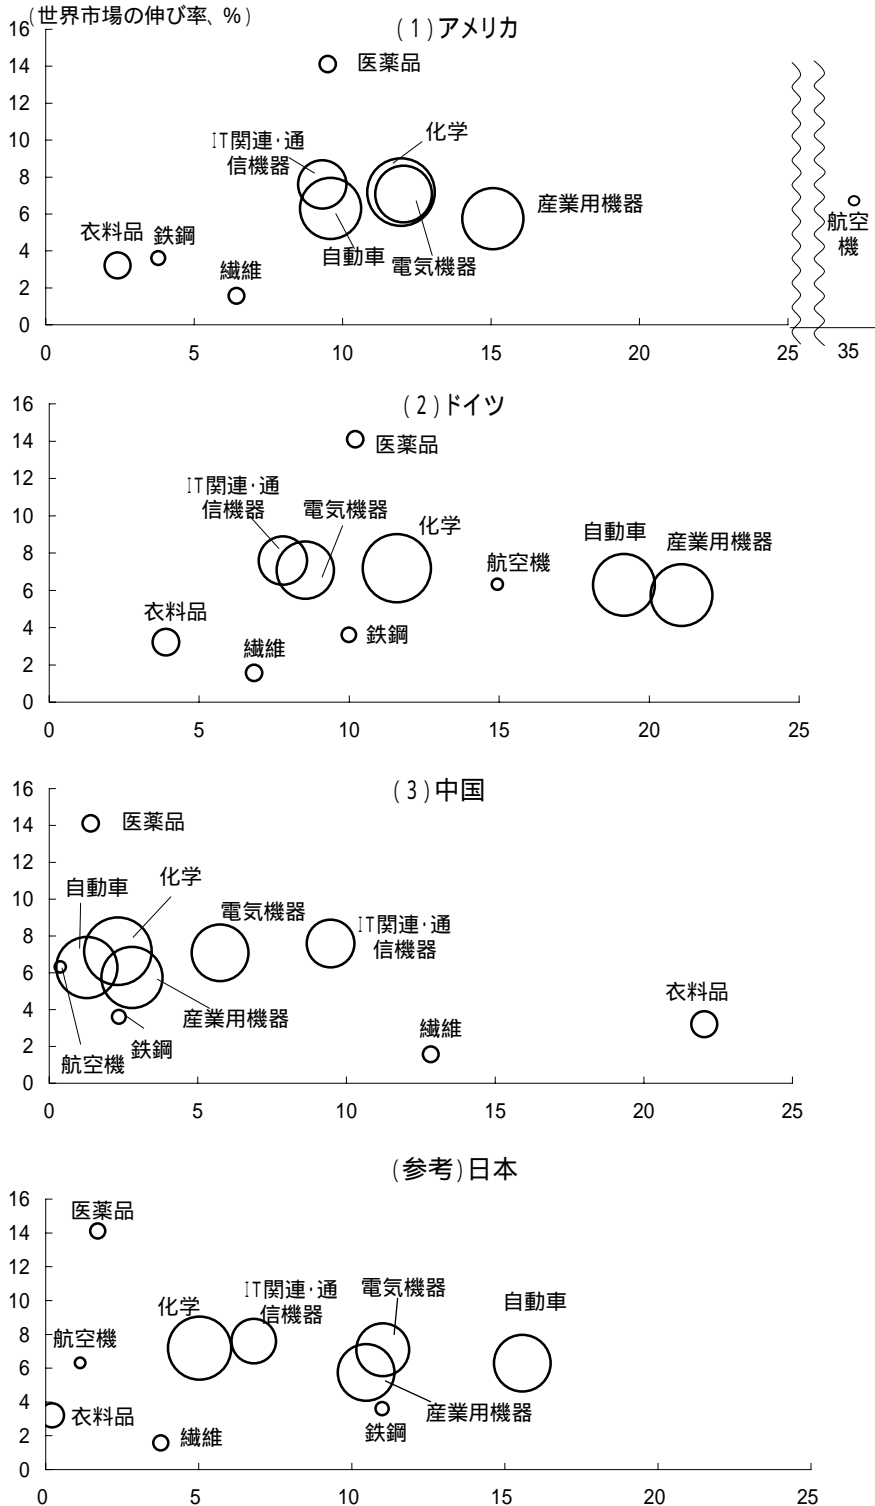 (世界市場の伸び率、%)
(1)アメリカ
16
14
12
10
8
6
4
2
0
医薬品
化学
IT関連・通
信機器
産業用機器
航空
機
衣料品
鉄鋼
自動車
電気機器
繊維
0
5
10
15
20
25
35
(2)ドイツ
16
14
12
10
8
6
4
2
0
医薬品
IT関連・通
信機器
電気機器
化学
自動車
産業用機器
航空機
衣料品
鉄鋼
繊維
0
5
10
15
20
25
(3)中国
16
14
12
10
8
6
4
2
0
医薬品
自動車
化学
電気機器
IT関連・通
信機器
衣料品
産業用機器
繊維
鉄鋼
航空機
0
5
10
15
20
25
(参考)日本
16
14
12
10
8
6
4
2
0
医薬品
化学
IT関連・通
信機器
電気機器
自動車
航空機
衣料品
産業用機器
鉄鋼
繊維
0
5
10
15
20
25